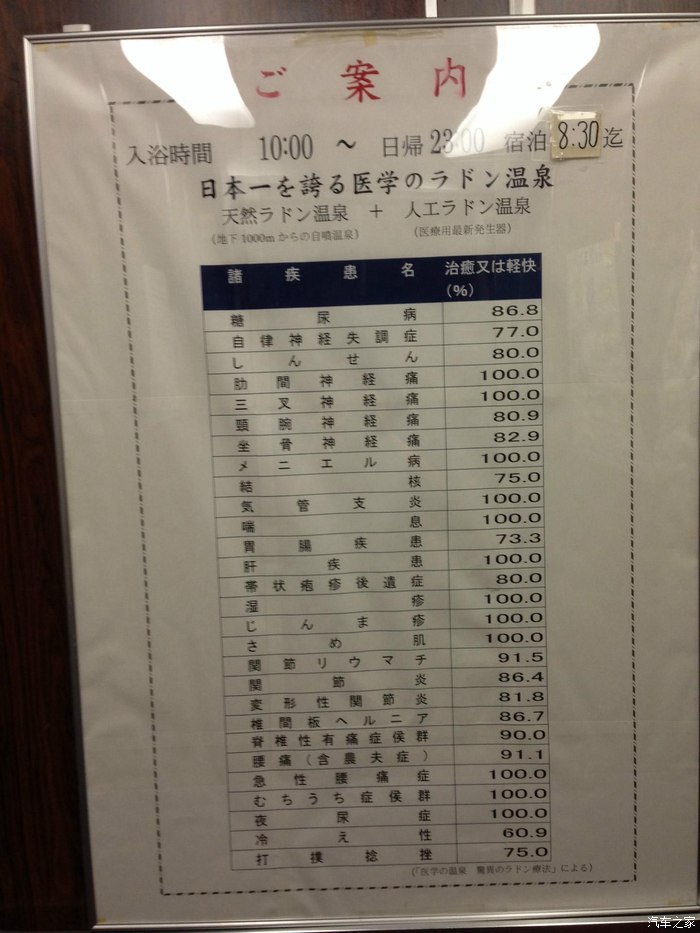 ご案内
入浴時間 10:00 ～ 日帰 23:00 宿泊 8:30 迄
日本一を誇る医学のラドン温泉
天然ラドン温泉 ＋ 人工ラドン温泉
（地下1000mからの自噴温泉） （医療用最新発生器）
諸疾患名 治癒又は軽快（%）
糖尿病 86.8
自律神経失調症 77.0
しんせん 80.0
肋間神経痛 100.0
三叉神経痛 100.0
頸腕神経痛 80.9
坐骨神経痛 82.9
メニエル病 100.0
結核 75.0
気管支炎 100.0
喘息 100.0
胃腸疾患 73.3
肝疾患 100.0
帯状疱疹後遺症 80.0
湿疹 100.0
じんま疹 100.0
さめ肌 100.0
関節リウマチ 91.5
関節炎 86.4
変形性関節炎 81.8
椎間板ヘルニア 86.7
脊椎性有痛症侯群 90.0
腰痛（含農夫症） 91.1
急性腰痛症 100.0
むちうち症侯群 100.0
夜尿症 100.0
冷え性 60.9
打撲捻挫 75.0
（「医学の温泉 驚異のラドン療法」による）
汽车之家